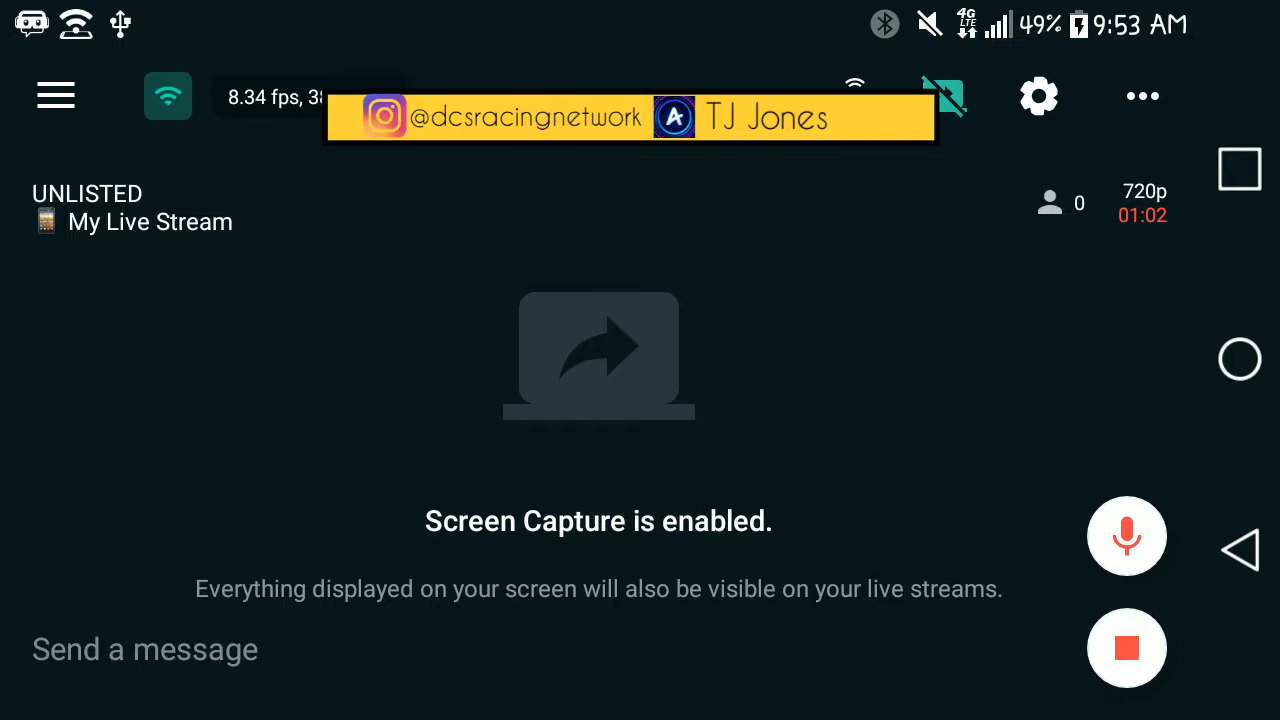 4G LTE 49% 9:53 AM
8.34 fps, 3
@dcsracingnetwork TJ Jones
UNLISTED
My Live Stream
0
720p
01:02
Screen Capture is enabled.
Everything displayed on your screen will also be visible on your live streams.
Send a message